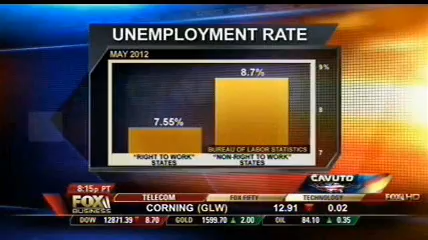 UNEMPLOYMENT RATE
MAY 2012
9%
8.7%
7.55%
8
BUREAU OF LABOR STATISTICS
7
"RIGHT TO WORK" STATES
"NON-RIGHT TO WORK" STATES
CAVUTO
8:15p PT
TELECOM
FOX FIFTY
TECHNOLOGY
FOX HD
FOX
BUSINESS
CORNING (GLW) 12.91 ▼ 0.02
DOW 12871.39 ▼ 8.70 GOLD 1599.70 ▲ 2.00 OIL 84.10 ▲ 0.35